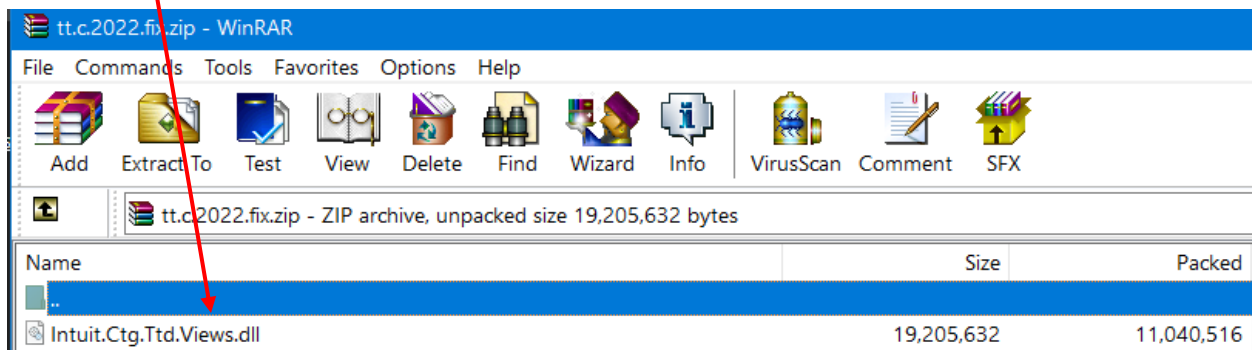 tt.c.2022.fix.zip - WinRAR
File Commands Tools Favorites Options Help
Add Extract To Test View Delete Find Wizard Info VirusScan Comment SFX
tt.c.2022.fix.zip - ZIP archive, unpacked size 19,205,632 bytes
Name Size Packed
..
Intuit.Ctg.Ttd.Views.dll 19,205,632 11,040,516